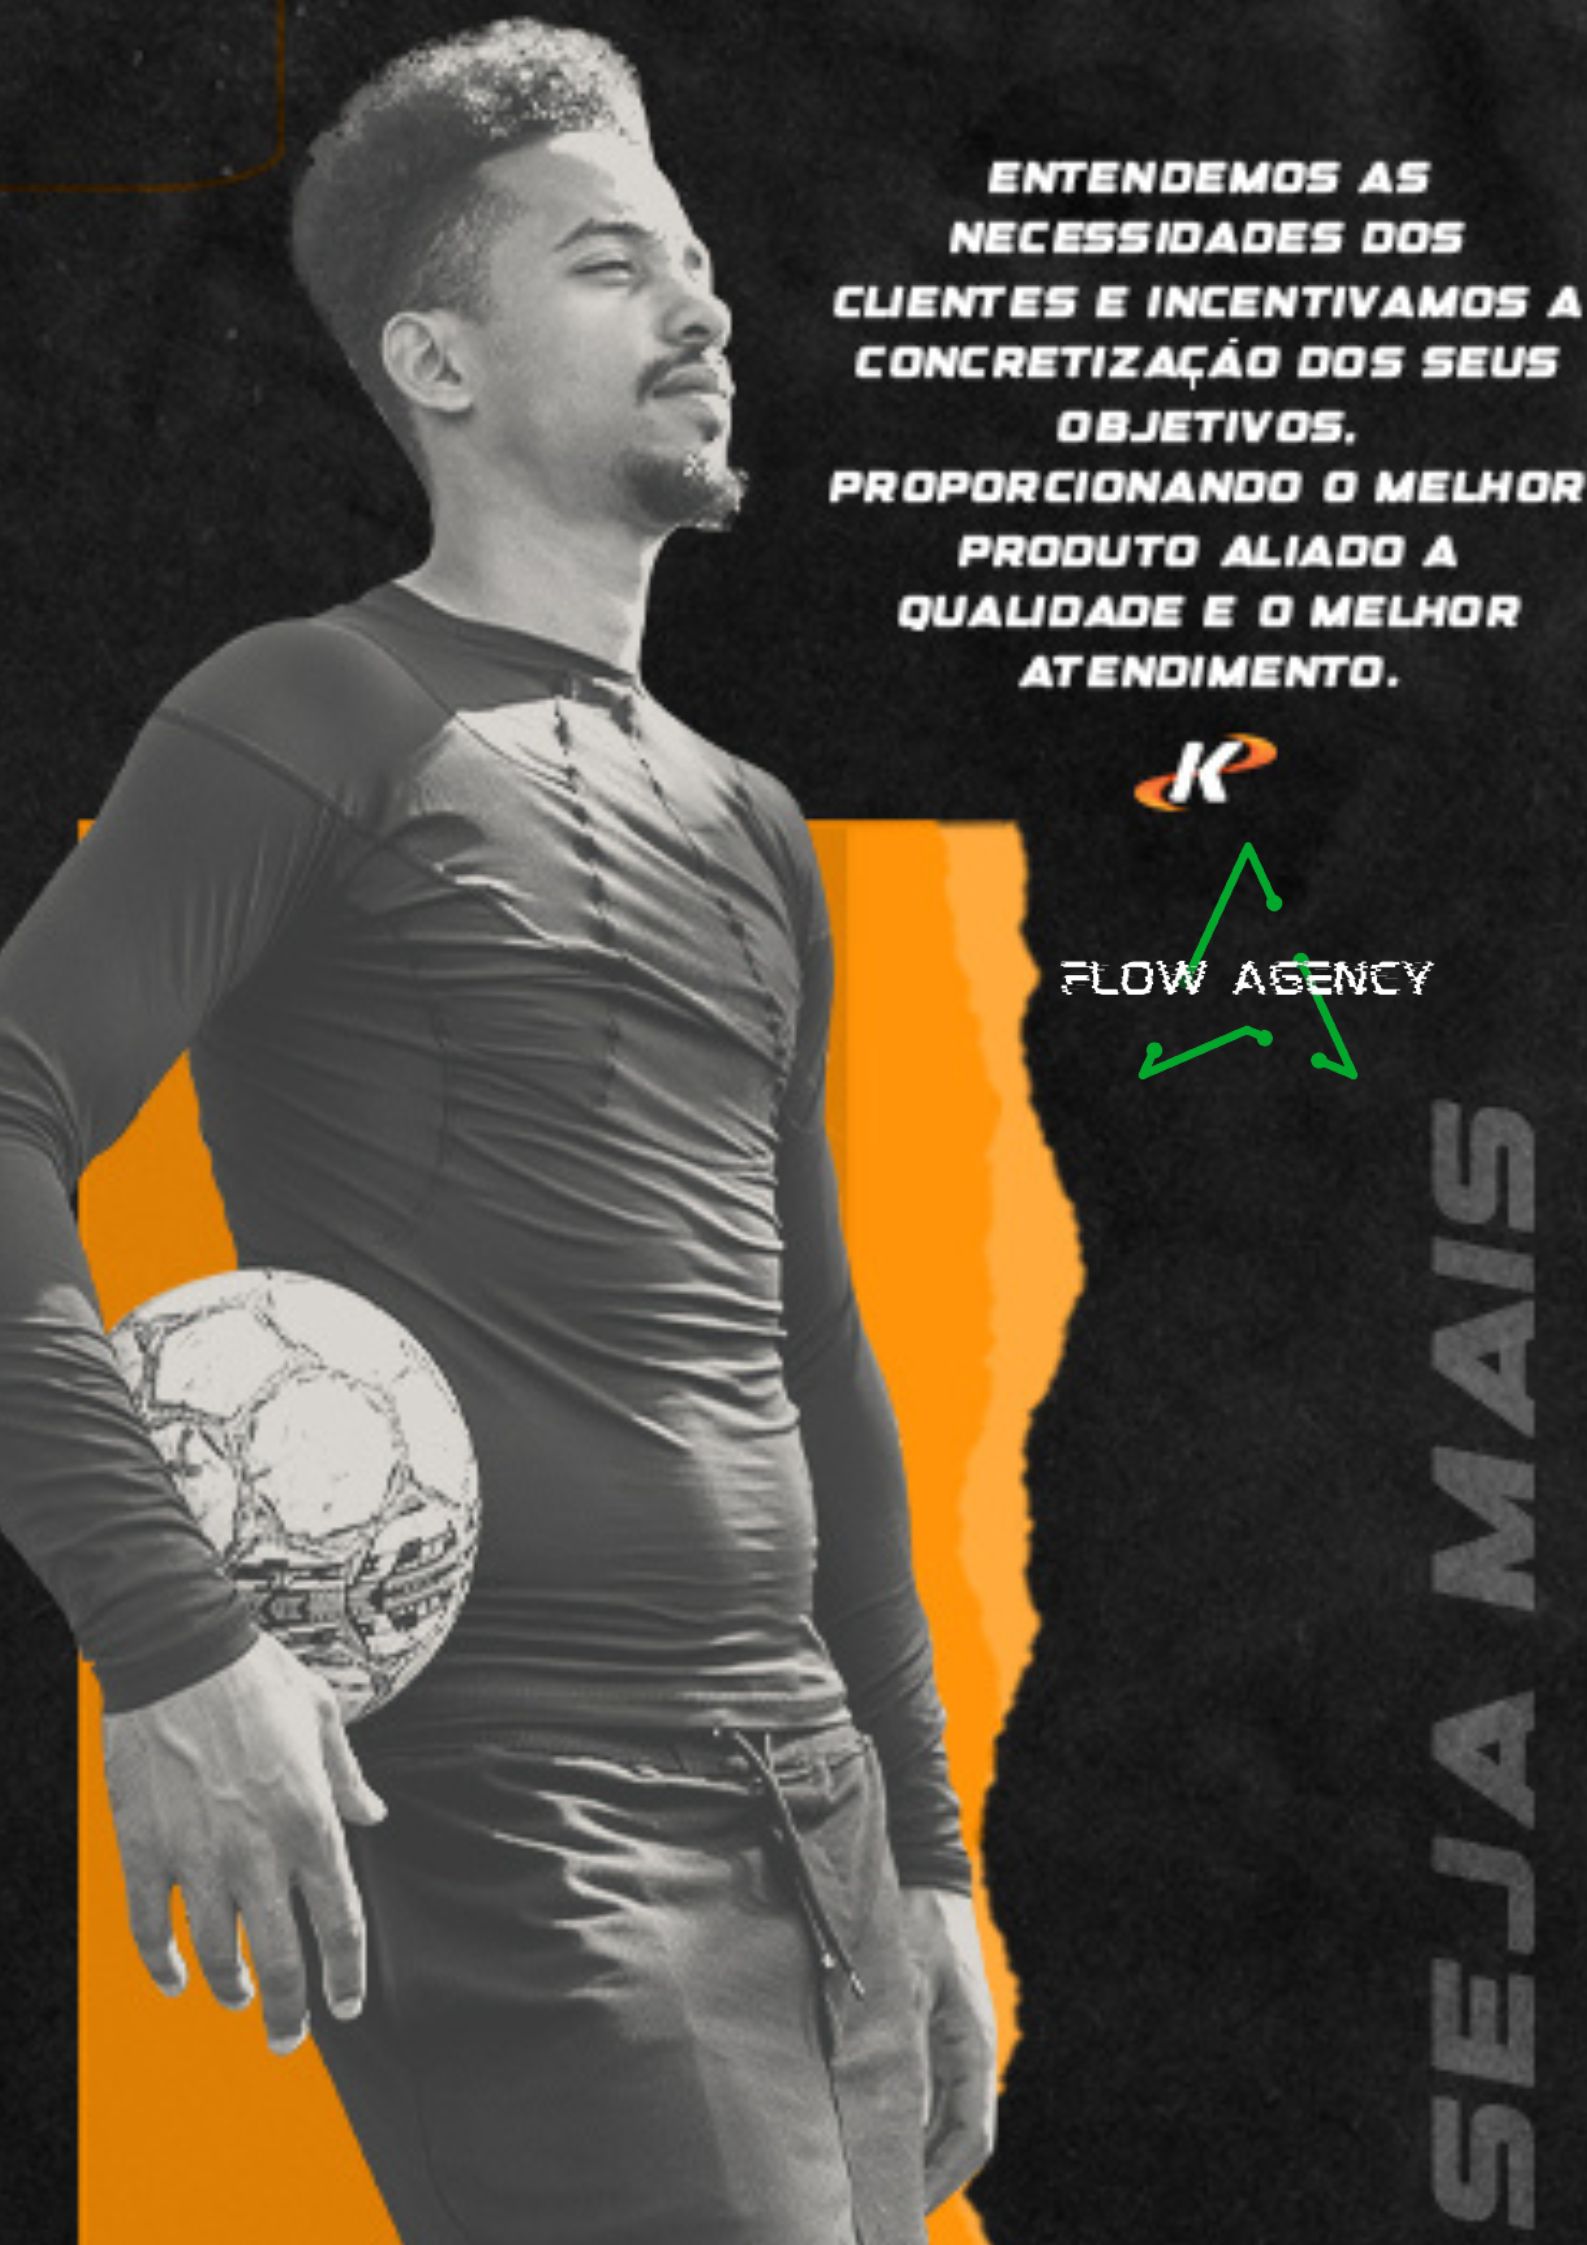 ENTENDEMOS AS
NECESSIDADES DOS
CLIENTES E INCENTIVAMOS A
CONCRETIZAÇÃO DOS SEUS
OBJETIVOS.
PROPORCIONANDO O MELHOR
PRODUTO ALIADO A
QUALIDADE E O MELHOR
ATENDIMENTO.
K
FLOW AGENCY
SEJA MAIS